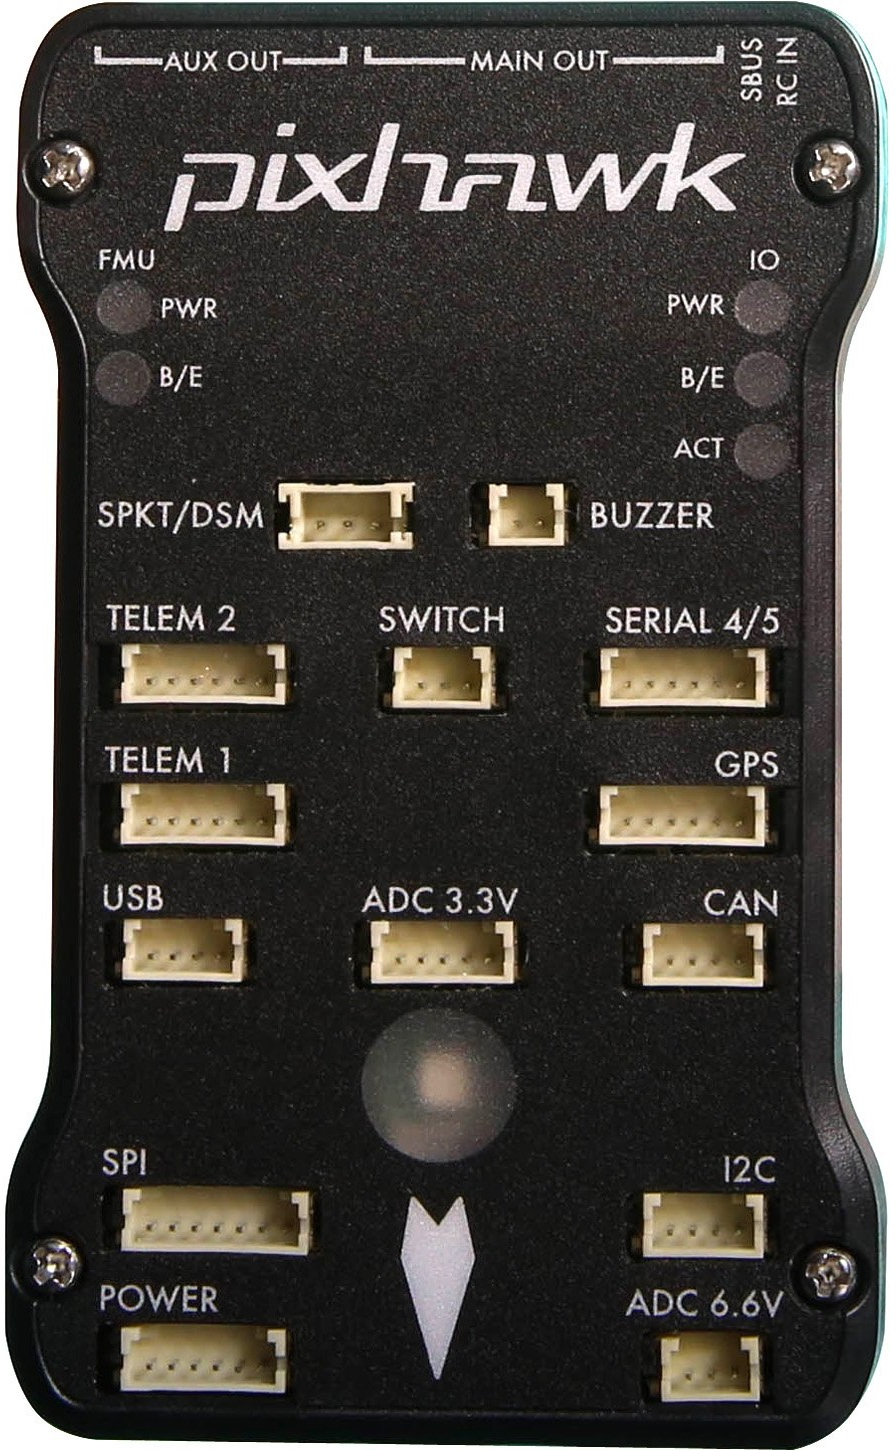 AUX OUT MAIN OUT
SBUS
RC IN
pixhawk
FMU IO
PWR PWR
B/E B/E
ACT
SPKT/DSM BUZZER
TELEM 2 SWITCH SERIAL 4/5
TELEM 1 GPS
USB ADC 3.3V CAN
SPI I2C
POWER ADC 6.6V